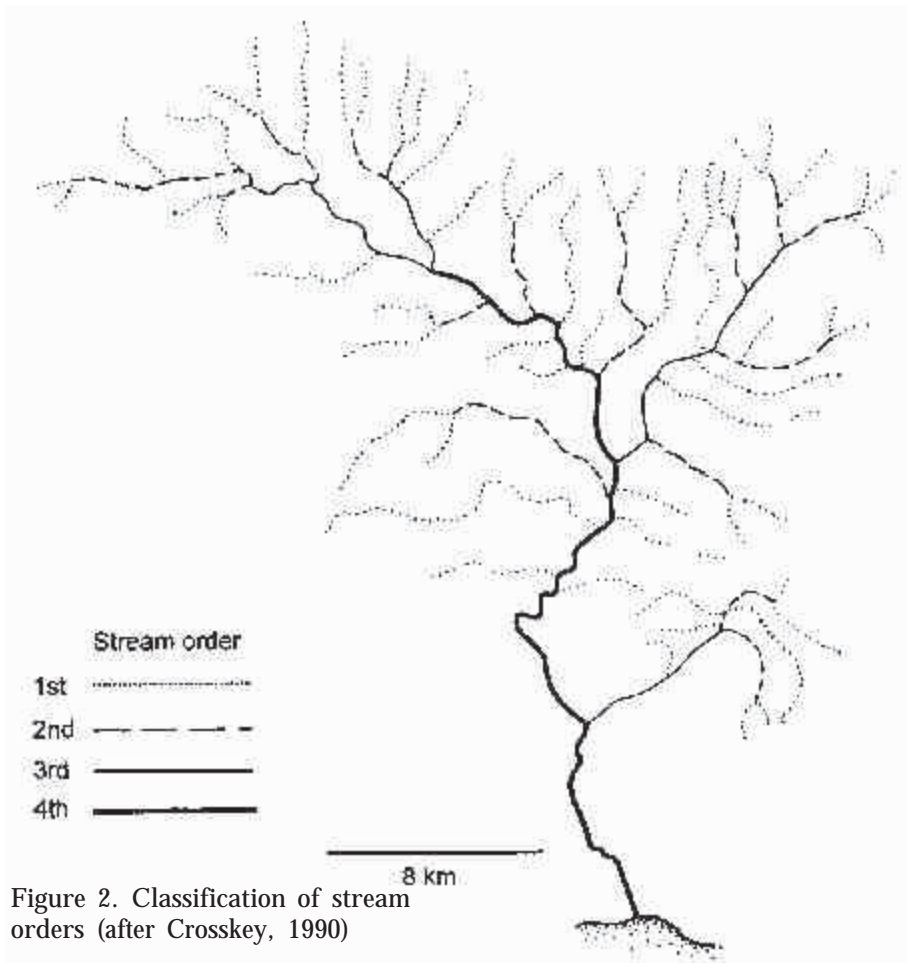 Stream order
1st
2nd
3rd
4th
8 km
Figure 2. Classification of stream
orders (after Crosskey, 1990)